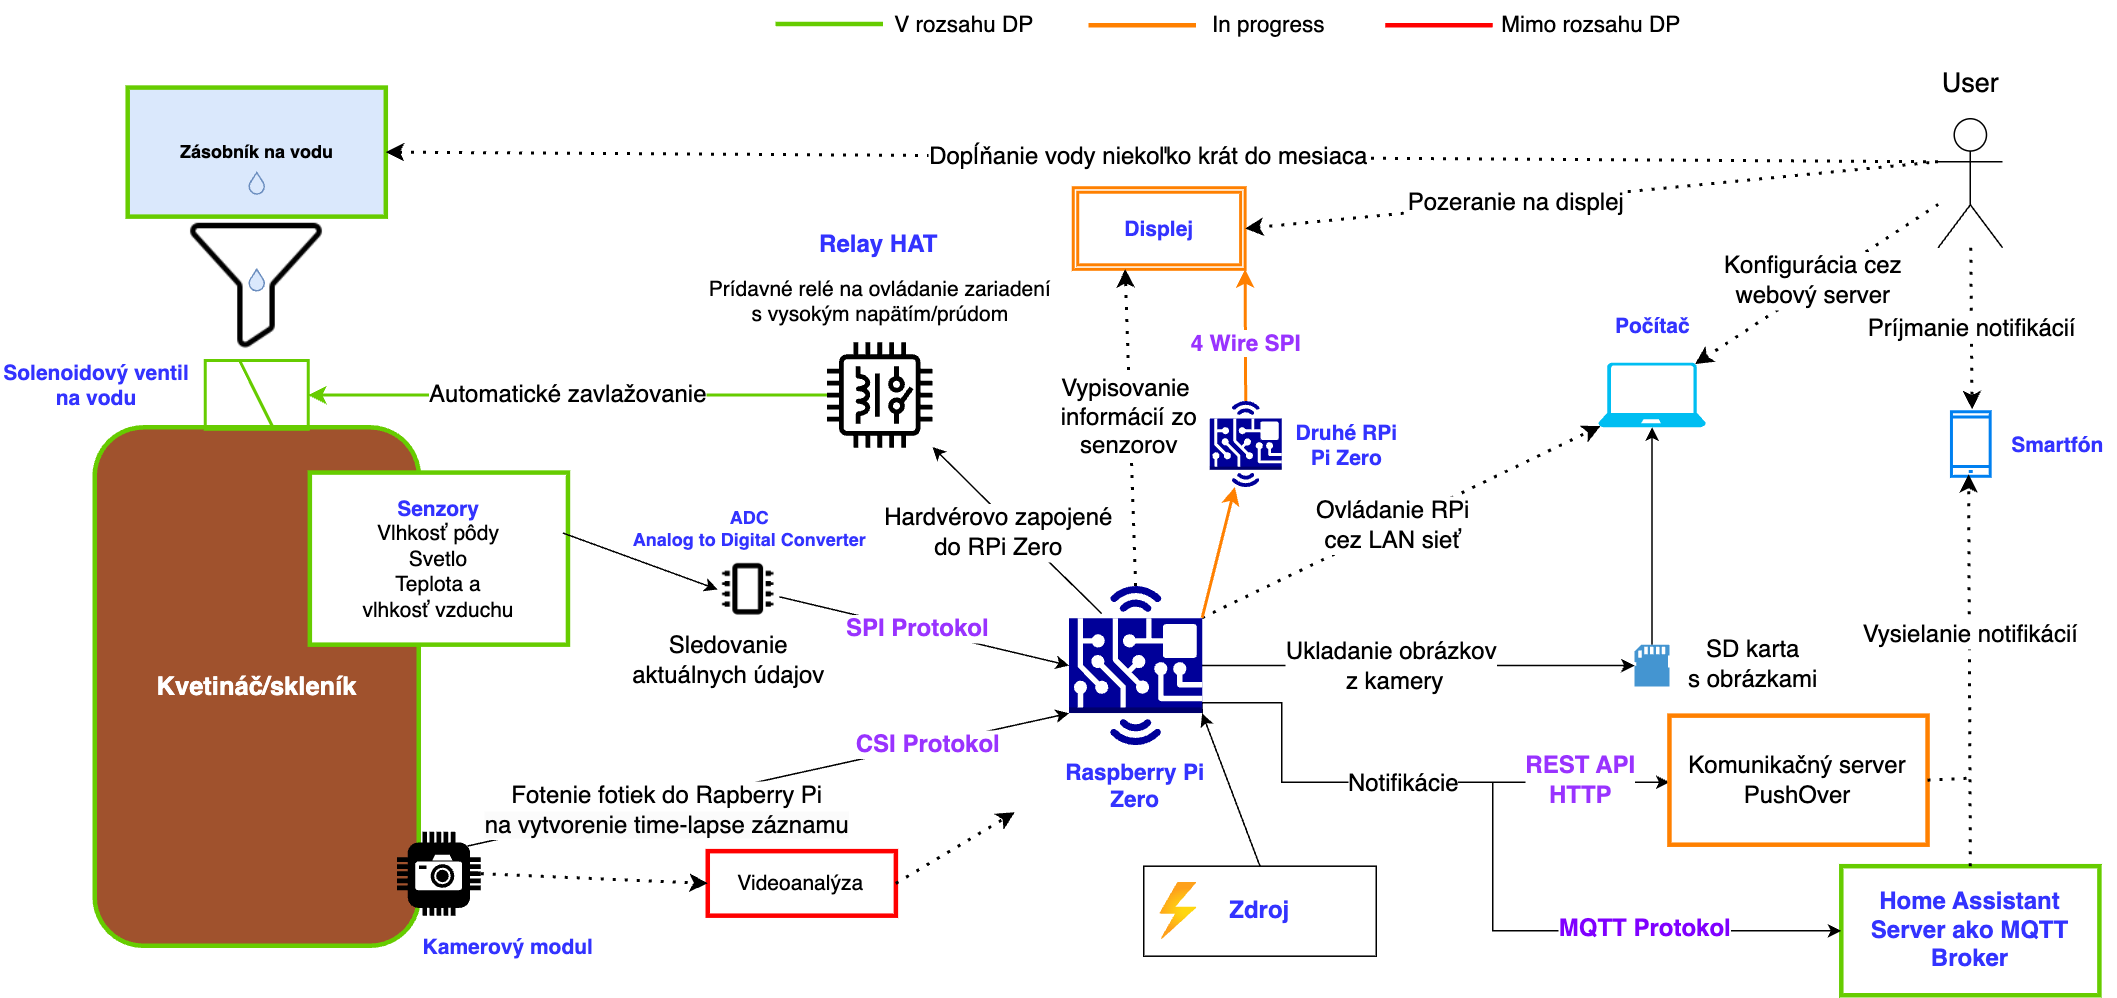 V rozsahu DP
In progress
Mimo rozsahu DP
User
Zásobník na vodu
Dopĺňanie vody niekoľko krát do mesiaca
Pozeranie na displej
Displej
Relay HAT
Prídavné relé na ovládanie zariadení
s vysokým napätím/prúdom
Konfigurácia cez
webový server
Počítač
Príjmanie notifikácií
4 Wire SPI
Solenoidový ventil
na vodu
Automatické zavlažovanie
Vypisovanie
informácií zo
senzorov
Druhé RPi
Pi Zero
Smartfón
Senzory
Vlhkosť pôdy
Svetlo
Teplota a
vlhkosť vzduchu
ADC
Analog to Digital Converter
Hardvérovo zapojené
do RPi Zero
Ovládanie RPi
cez LAN sieť
SPI Protokol
Sledovanie
aktuálnych údajov
Ukladanie obrázkov
z kamery
SD karta
s obrázkami
Vysielanie notifikácií
Kvetináč/skleník
CSI Protokol
Raspberry Pi
Zero
Notifikácie
REST API
HTTP
Komunikačný server
PushOver
Fotenie fotiek do Rapberry Pi
na vytvorenie time-lapse záznamu
Videoanalýza
Kamerový modul
Zdroj
MQTT Protokol
Home Assistant
Server ako MQTT
Broker